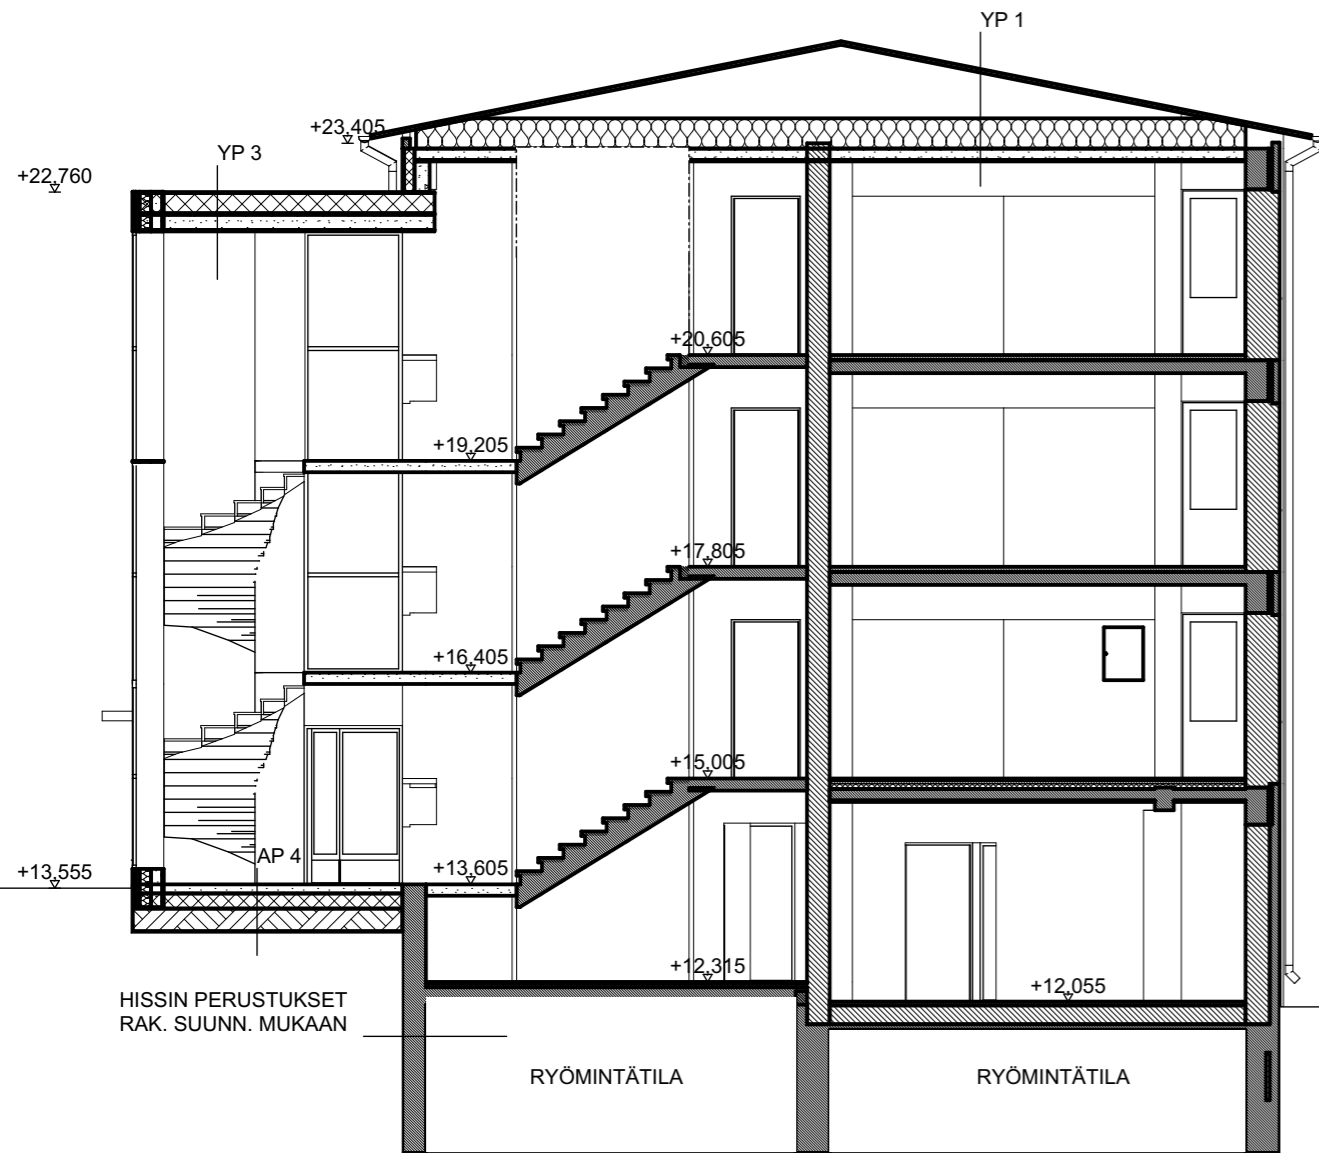 YP 1
+23.405
YP 3
+22.760
+20.605
+19.205
+17.805
+16.405
+15.005
AP 4
+13.555
+13.605
+12.315
+12.055
HISSIN PERUSTUKSET
RAK. SUUNN. MUKAAN
RYÖMINTÄTILA
RYÖMINTÄTILA